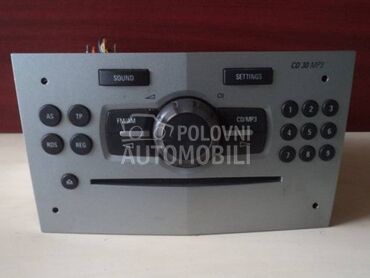 SOUND
SETTINGS
CD 30 MP3
AS
TP
FM/AM
CD/MP3
1
2
3
4
5
6
RDS
REG
7
8
9
POLOVNI
AUTOMOBILI